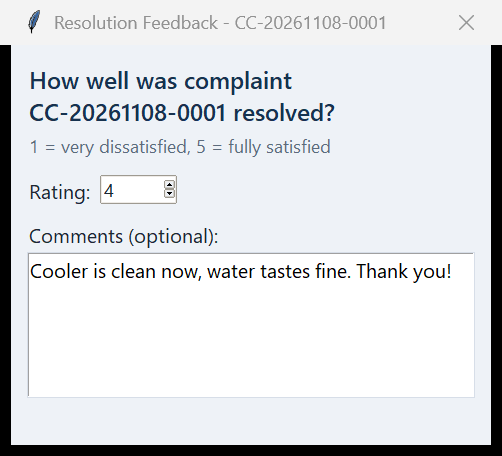 Resolution Feedback - CC-20261108-0001
How well was complaint
CC-20261108-0001 resolved?
1 = very dissatisfied, 5 = fully satisfied
Rating: 4
Comments (optional):
Cooler is clean now, water tastes fine. Thank you!